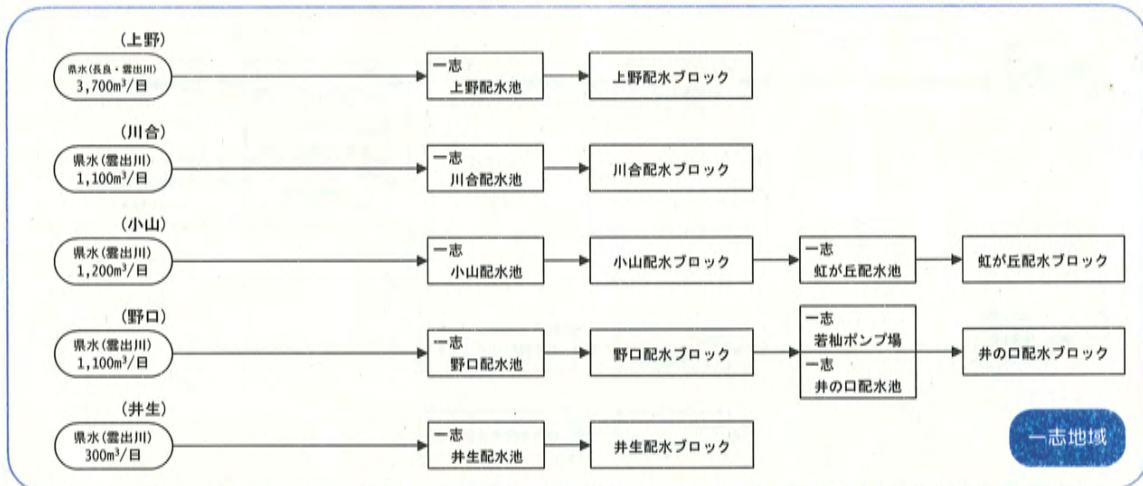 (上野)
県水(長良・雲出川)
3,700m³/日
一志
上野配水池
上野配水ブロック
(川合)
県水(雲出川)
1,100m³/日
一志
川合配水池
川合配水ブロック
(小山)
県水(雲出川)
1,200m³/日
一志
小山配水池
小山配水ブロック
一志
虹が丘配水池
虹が丘配水ブロック
(野口)
県水(雲出川)
1,100m³/日
一志
野口配水池
野口配水ブロック
一志
若杣ポンプ場
一志
井の口配水池
井の口配水ブロック
(井生)
県水(雲出川)
300m³/日
一志
井生配水池
井生配水ブロック
一志地域